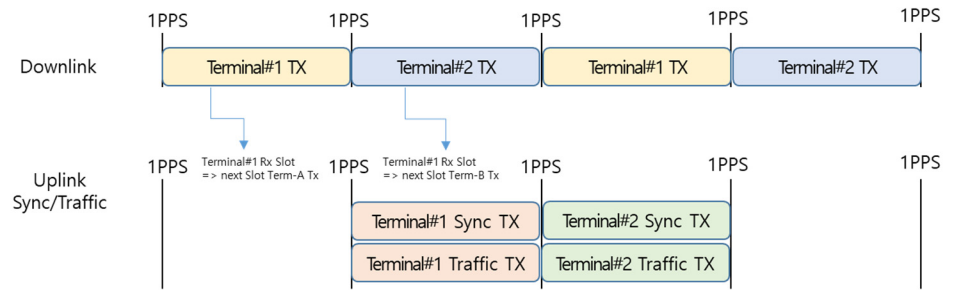 1PPS 1PPS 1PPS 1PPS 1PPS
Downlink
Terminal#1 TX
Terminal#2 TX
Terminal#1 TX
Terminal#2 TX
1PPS 1PPS 1PPS 1PPS 1PPS
Terminal#1 Rx Slot
=> next Slot Term-A Tx
Terminal#1 Rx Slot
=> next Slot Term-B Tx
Uplink
Sync/Traffic
Terminal#1 Sync TX
Terminal#2 Sync TX
Terminal#1 Traffic TX
Terminal#2 Traffic TX